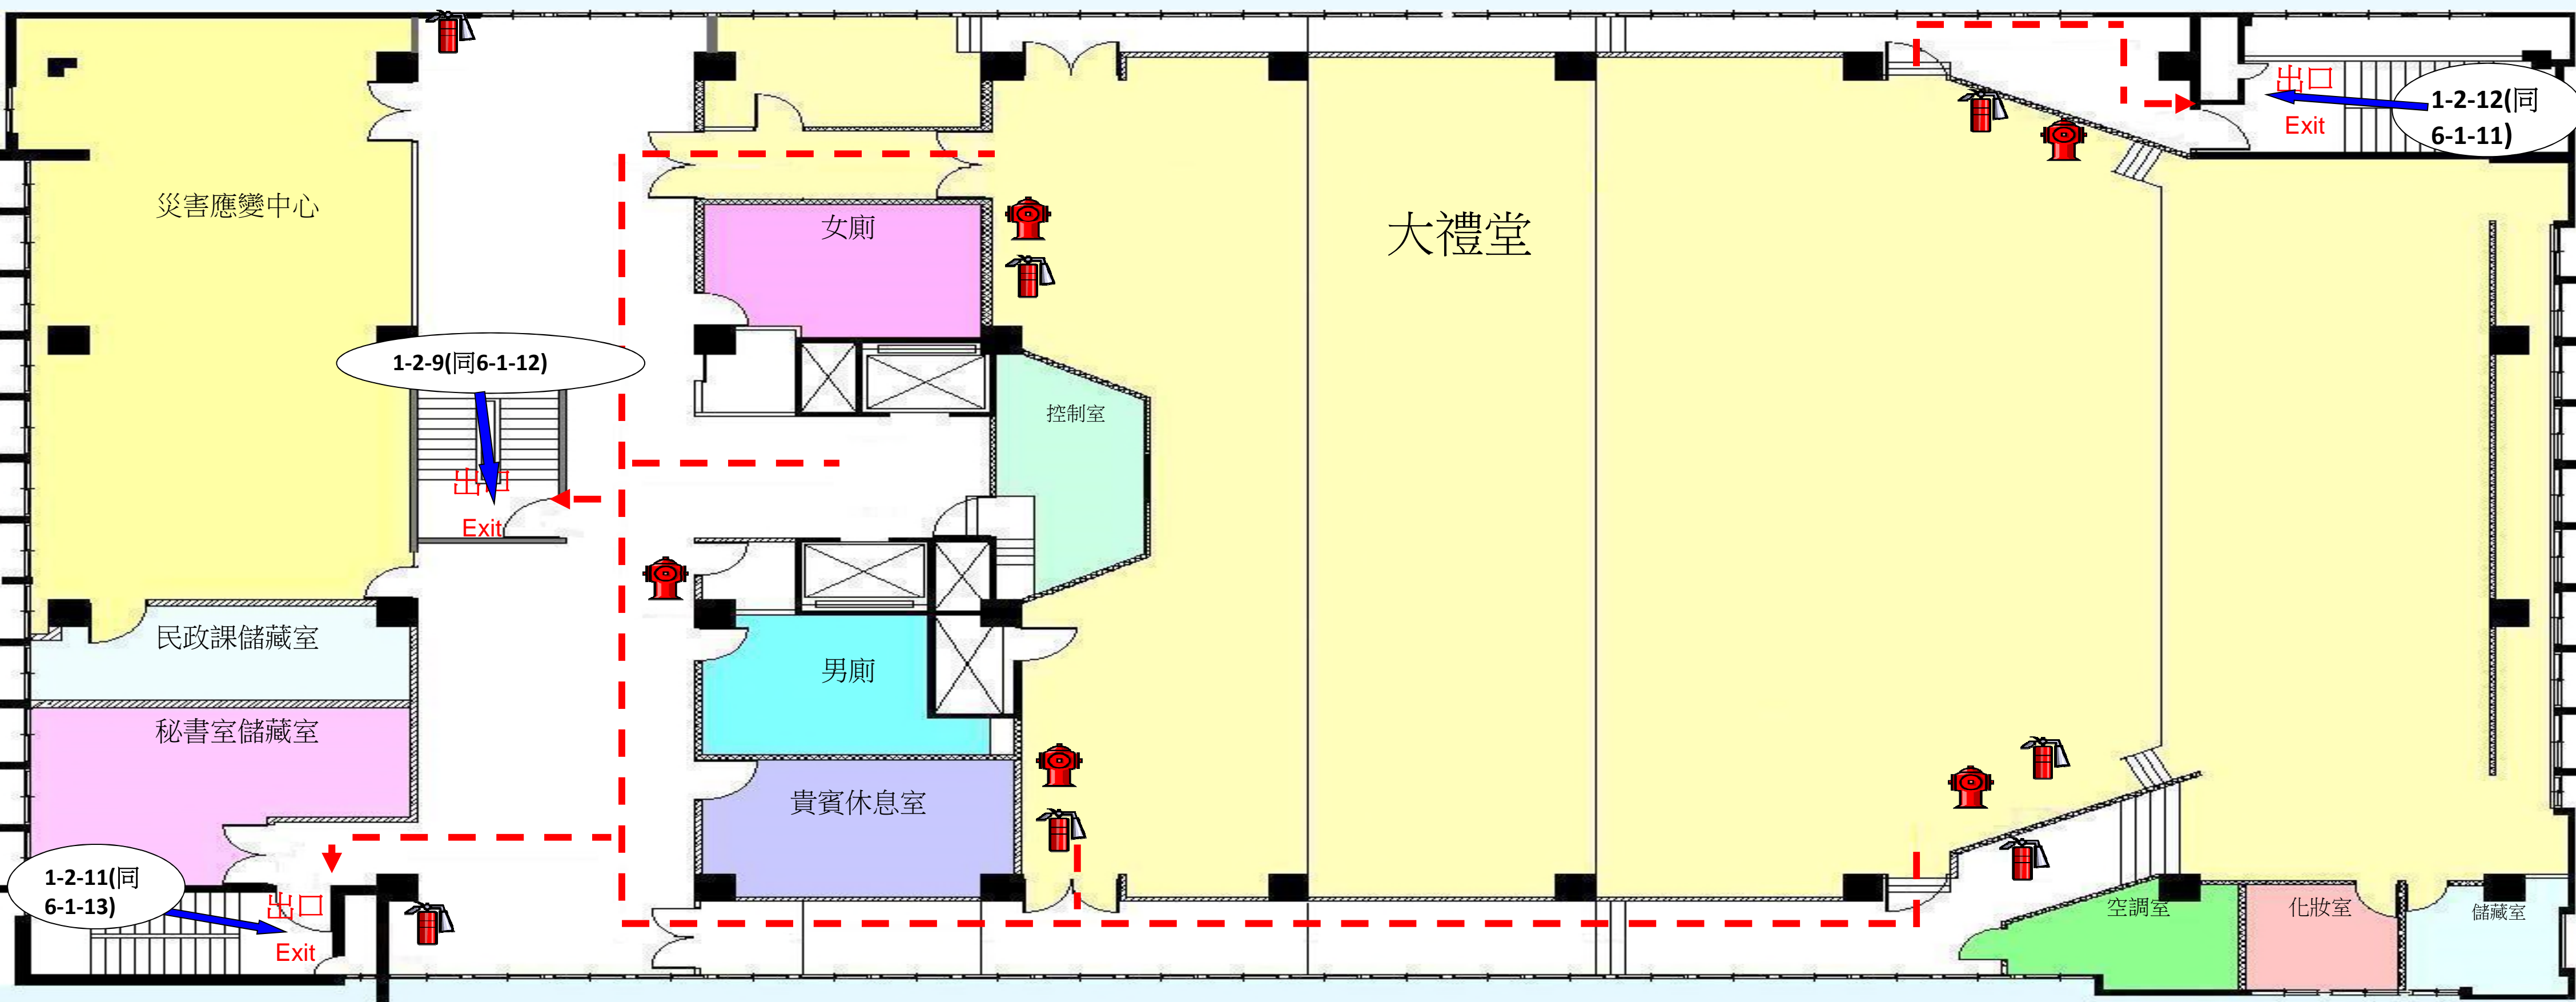 出口
Exit
1-2-12(同
6-1-11)
災害應變中心
女廁
大禮堂
1-2-9(同6-1-12)
控制室
出口
Exit
民政課儲藏室
男廁
秘書室儲藏室
貴賓休息室
1-2-11(同
6-1-13)
出口
Exit
空調室
化妝室
儲藏室